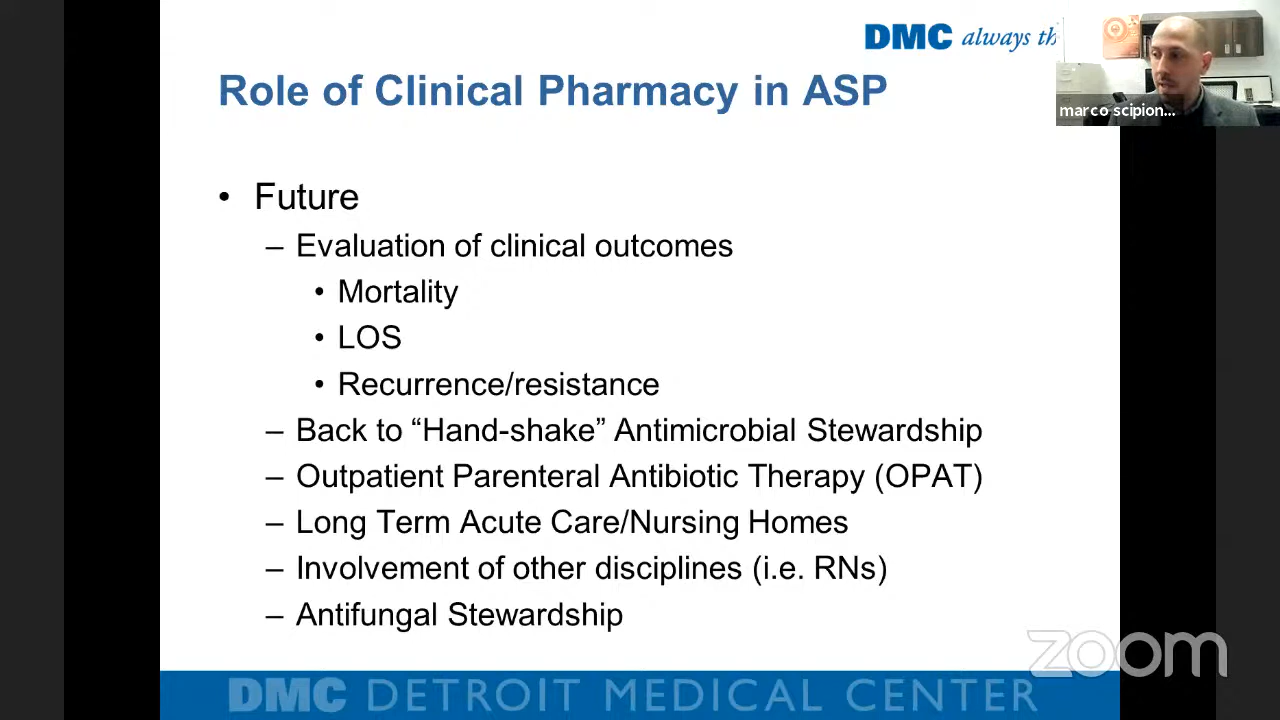 DMC always th
Role of Clinical Pharmacy in ASP
marco scipion...
• Future
– Evaluation of clinical outcomes
• Mortality
• LOS
• Recurrence/resistance
– Back to “Hand-shake” Antimicrobial Stewardship
– Outpatient Parenteral Antibiotic Therapy (OPAT)
– Long Term Acute Care/Nursing Homes
– Involvement of other disciplines (i.e. RNs)
– Antifungal Stewardship
zoom
DMC DETROIT MEDICAL CENTER